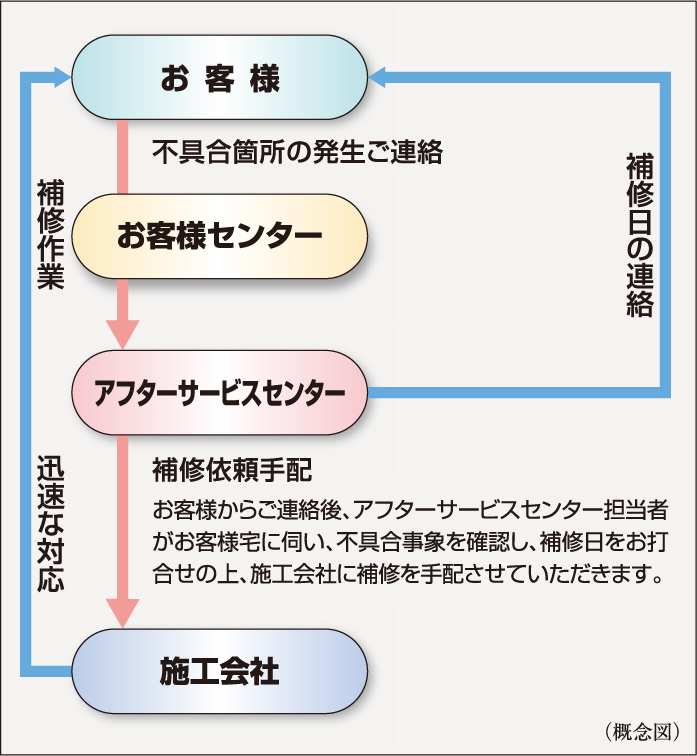 お客様
不具合箇所の発生ご連絡
お客様センター
補修作業
補修日の連絡
アフターサービスセンター
迅速な対応
補修依頼手配
お客様からご連絡後、アフターサービスセンター担当者
がお客様宅に伺い、不具合事象を確認し、補修日をお打
合せの上、施工会社に補修を手配させていただきます。
施工会社
（概念図）